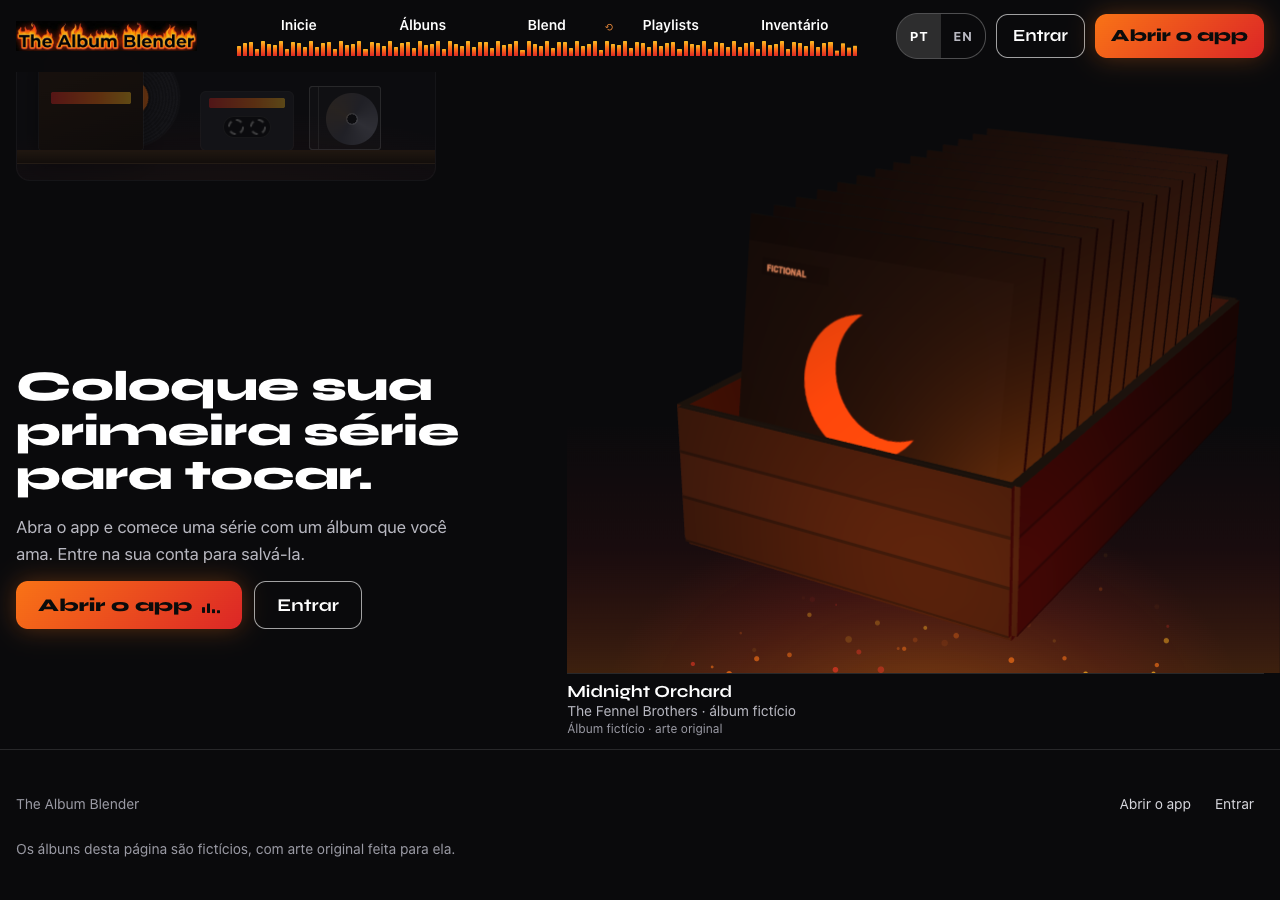 The Album Blender
Inicie
Álbuns
Blend
Playlists
Inventário
PT
EN
Entrar
Abrir o app
FICTIONAL
Coloque sua
primeira série
para tocar.
Abra o app e comece uma série com um álbum que você
ama. Entre na sua conta para salvá-la.
Abrir o app
Entrar
Midnight Orchard
The Fennel Brothers · álbum fictício
Álbum fictício · arte original
The Album Blender
Abrir o app
Entrar
Os álbuns desta página são fictícios, com arte original feita para ela.